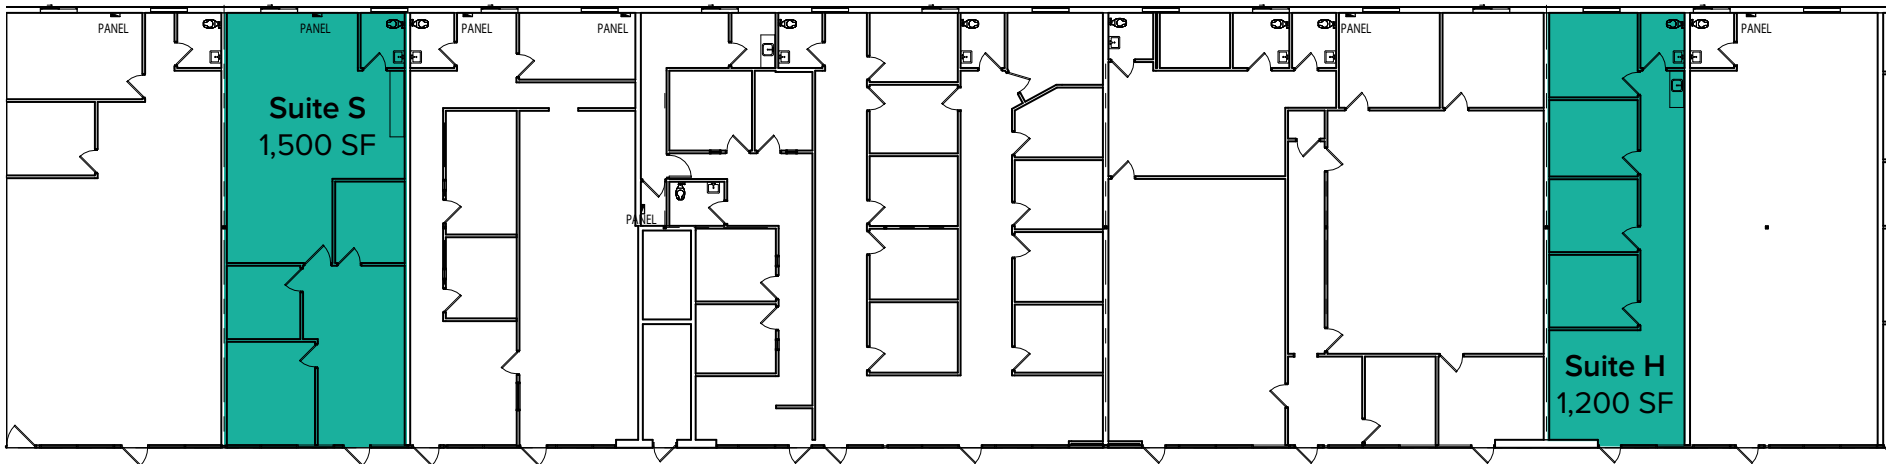 PANEL
PANEL
PANEL
PANEL
PANEL
PANEL
Suite S
1,500 SF
PANEL
Suite H
1,200 SF